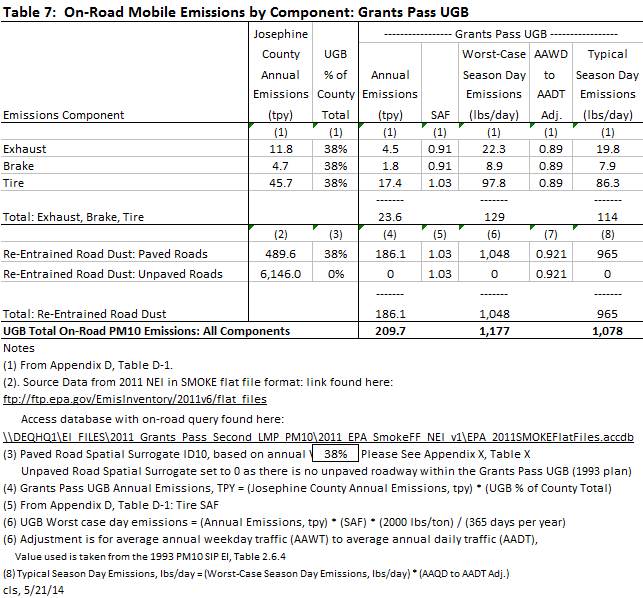 Table 7:  On-Road Mobile Emissions by Component: Grants Pass UGB
Josephine ----------------- Grants Pass UGB -----------------
County UGB Worst-Case AAWD Typical
Annual % of Annual Season Day to Season Day
Emissions County Emissions Emissions AADT Emissions
Emissions Component (tpy) Total (tpy) SAF (lbs/day) Adj. (lbs/day)
(1) (1) (1) (1) (1) (1) (1)
Exhaust 11.8 38% 4.5 0.91 22.3 0.89 19.8
Brake 4.7 38% 1.8 0.91 8.9 0.89 7.9
Tire 45.7 38% 17.4 1.03 97.8 0.89 86.3
------- ------- -------
Total: Exhaust, Brake, Tire 23.6 129 114
(2) (3) (4) (5) (6) (7) (8)
Re-Entrained Road Dust: Paved Roads 489.6 38% 186.1 1.03 1,048 0.921 965
Re-Entrained Road Dust: Unpaved Roads 6,146.0 0% 0 1.03 0 0.921 0
------- ------- -------
Total: Re-Entrained Road Dust 186.1 1,048 965
UGB Total On-Road PM10 Emissions: All Components 209.7 1,177 1,078
Notes
(1) From Appendix D, Table D-1.
(2). Source Data from 2011 NEI in SMOKE flat file format: link found here:
ftp://ftp.epa.gov/EmisInventory/2011v6/flat_files
Access database with on-road query found here:
\\DEQHQ1\EI_FILES\2011_Grants_Pass_Second_LMP_PM10\2011_EPA_SmokeFF_NEI_v1\EPA_2011SMOKEFlatFiles.accdb
(3) Paved Road Spatial Surrogate ID10, based on annual 38% Please See Appendix X, Table X
Unpaved Road Spatial Surrogate set to 0 as there is no unpaved roadway within the Grants Pass UGB (1993 plan)
(4) Grants Pass UGB Annual Emissions, TPY = (Josephine County Annual Emissions, tpy) * (UGB % of County Total)
(5) From Appendix D, Table D-1: Tire SAF
(6) UGB Worst case day emissions = (Annual Emissions, tpy) * (SAF) * (2000 lbs/ton) / (365 days per year)
(6) Adjustment is for average annual weekday traffic (AAWT) to average annual daily traffic (AADT),
Value used is taken from the 1993 PM10 SIP EI, Table 2.6.4
(8) Typical Season Day Emissions, lbs/day = (Worst-Case Season Day Emissions, lbs/day) * (AAQD to AADT Adj.)
cls, 5/21/14